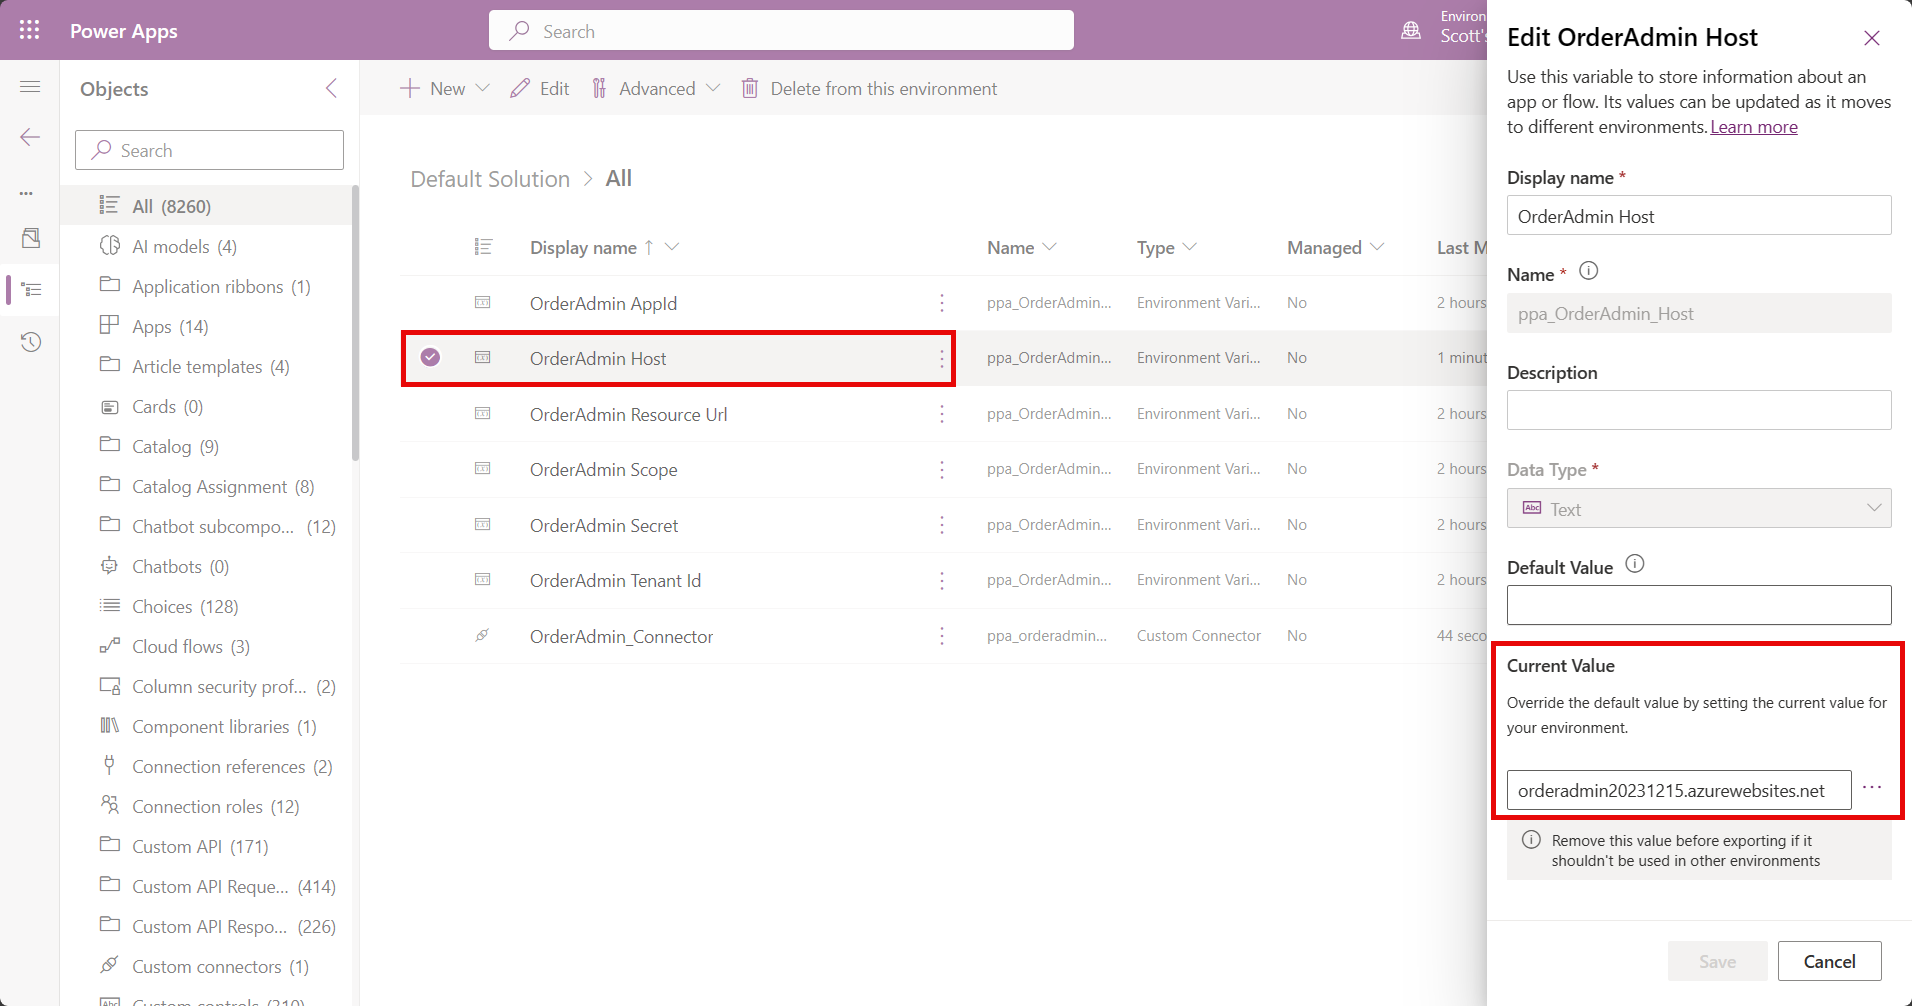 Power Apps
Search
Environ
Scott's
Objects
Search
All (8260)
AI models (4)
Application ribbons (1)
Apps (14)
Article templates (4)
Cards (0)
Catalog (9)
Catalog Assignment (8)
Chatbot subcompo... (12)
Chatbots (0)
Choices (128)
Cloud flows (3)
Column security prof... (2)
Component libraries (1)
Connection references (2)
Connection roles (12)
Custom API (171)
Custom API Reque... (414)
Custom API Respo... (226)
Custom connectors (1)
Custom controls (310)
New
Edit
Advanced
Delete from this environment
Default Solution > All
Display name ↑ Name Type Managed Last M
OrderAdmin AppId ppa_OrderAdmin... Environment Vari... No 2 hours
OrderAdmin Host ppa_OrderAdmin... Environment Vari... No 1 minut
OrderAdmin Resource Url ppa_OrderAdmin... Environment Vari... No 2 hours
OrderAdmin Scope ppa_OrderAdmin... Environment Vari... No 2 hours
OrderAdmin Secret ppa_OrderAdmin... Environment Vari... No 2 hours
OrderAdmin Tenant Id ppa_OrderAdmin... Environment Vari... No 2 hours
OrderAdmin_Connector ppa_orderadmin... Custom Connector No 44 seco
Edit OrderAdmin Host
Use this variable to store information about an
app or flow. Its values can be updated as it moves
to different environments. Learn more
Display name *
OrderAdmin Host
Name *
ppa_OrderAdmin_Host
Description
Data Type *
Abc Text
Default Value
Current Value
Override the default value by setting the current value for
your environment.
orderadmin20231215.azurewebsites.net ...
Remove this value before exporting if it
shouldn't be used in other environments
Save
Cancel